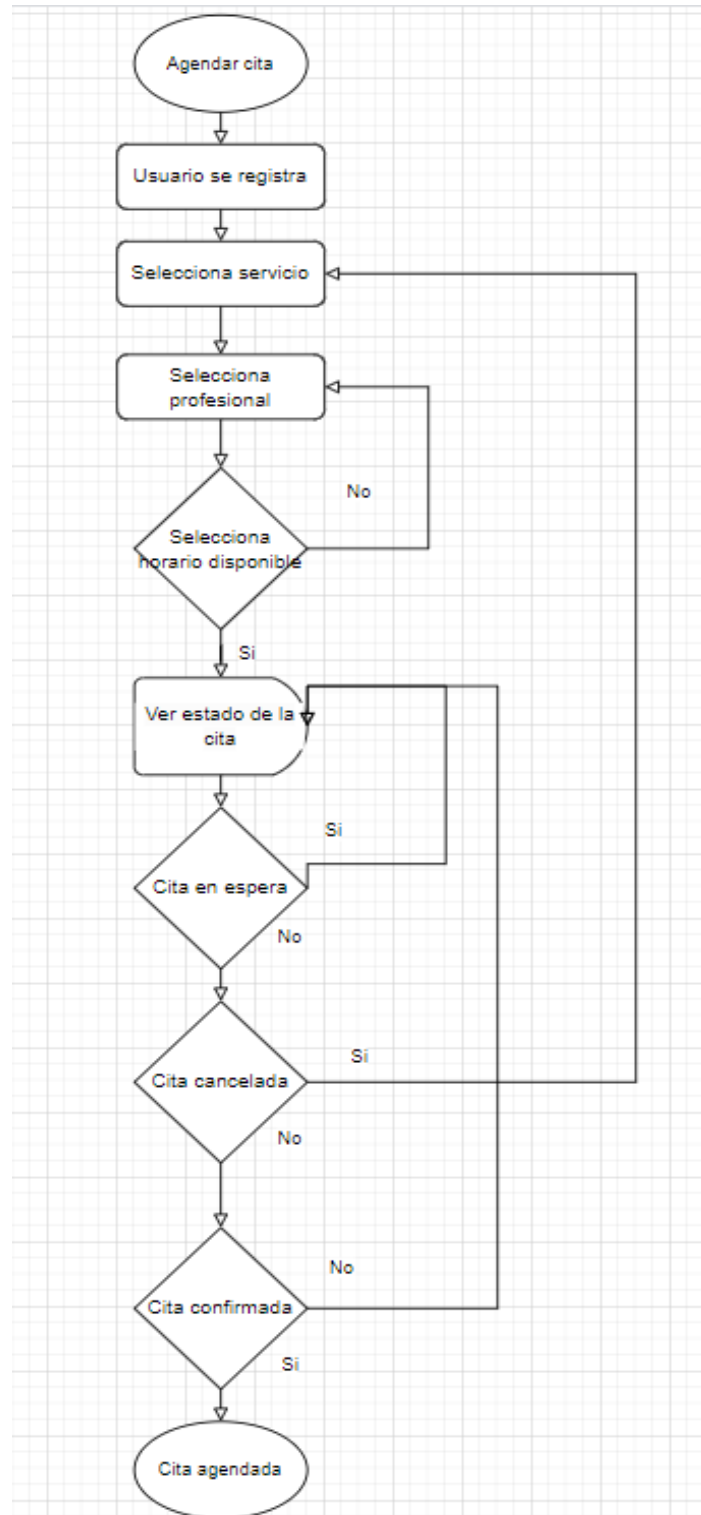 Agendar cita
Usuario se registra
Selecciona servicio
Selecciona
profesional
No
Selecciona
horario disponible
Si
Ver estado de la
cita
Si
Cita en espera
No
Si
Cita cancelada
No
No
Cita confirmada
Si
Cita agendada